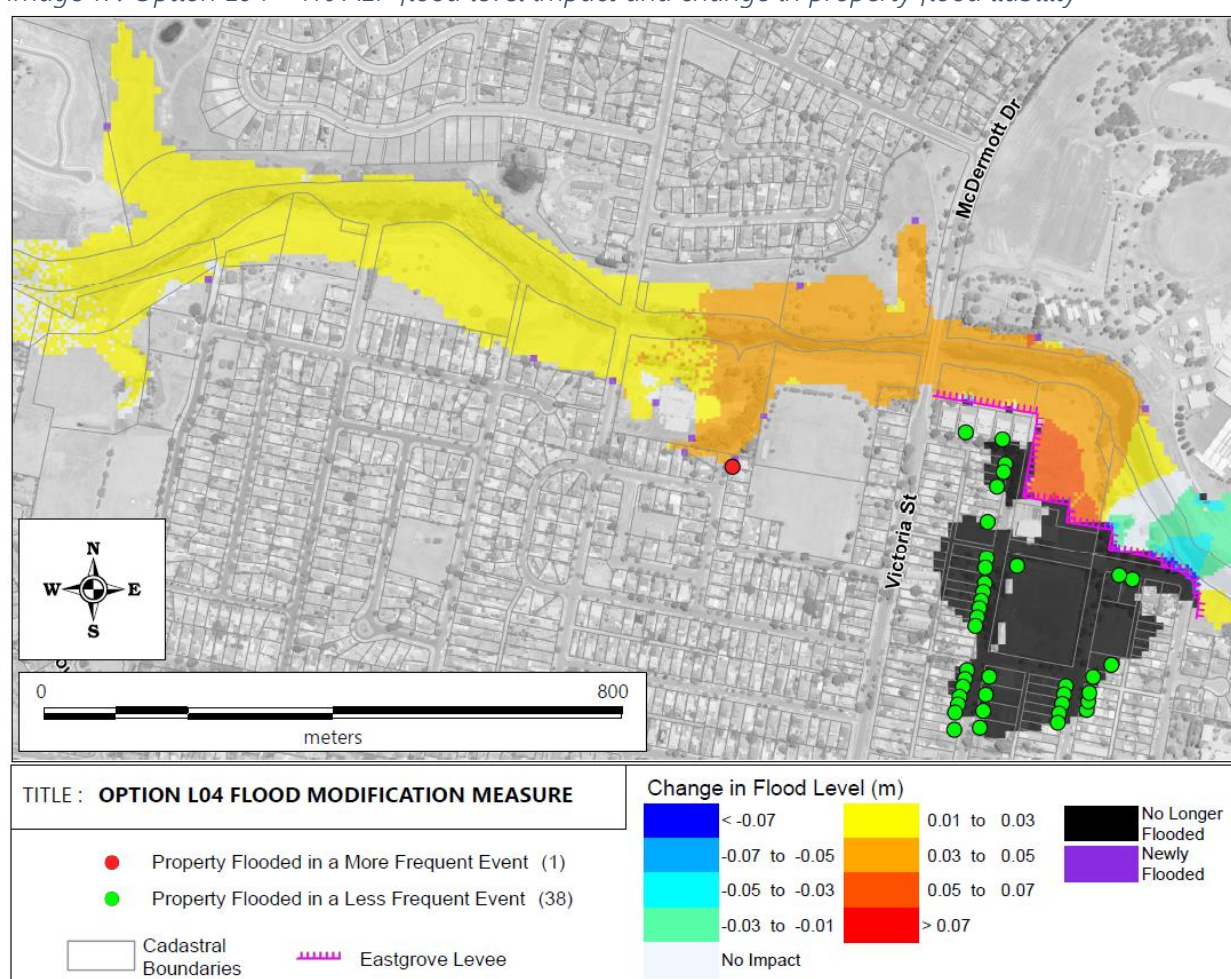 McDermott Dr
Victoria St
N
W E
S
0 800
meters
TITLE : OPTION L04 FLOOD MODIFICATION MEASURE
Property Flooded in a More Frequent Event (1)
Property Flooded in a Less Frequent Event (38)
Cadastral
Boundaries
Eastgrove Levee
Change in Flood Level (m)
< -0.07
-0.07 to -0.05
-0.05 to -0.03
-0.03 to -0.01
No Impact
0.01 to 0.03
0.03 to 0.05
0.05 to 0.07
> 0.07
No Longer
Flooded
Newly
Flooded